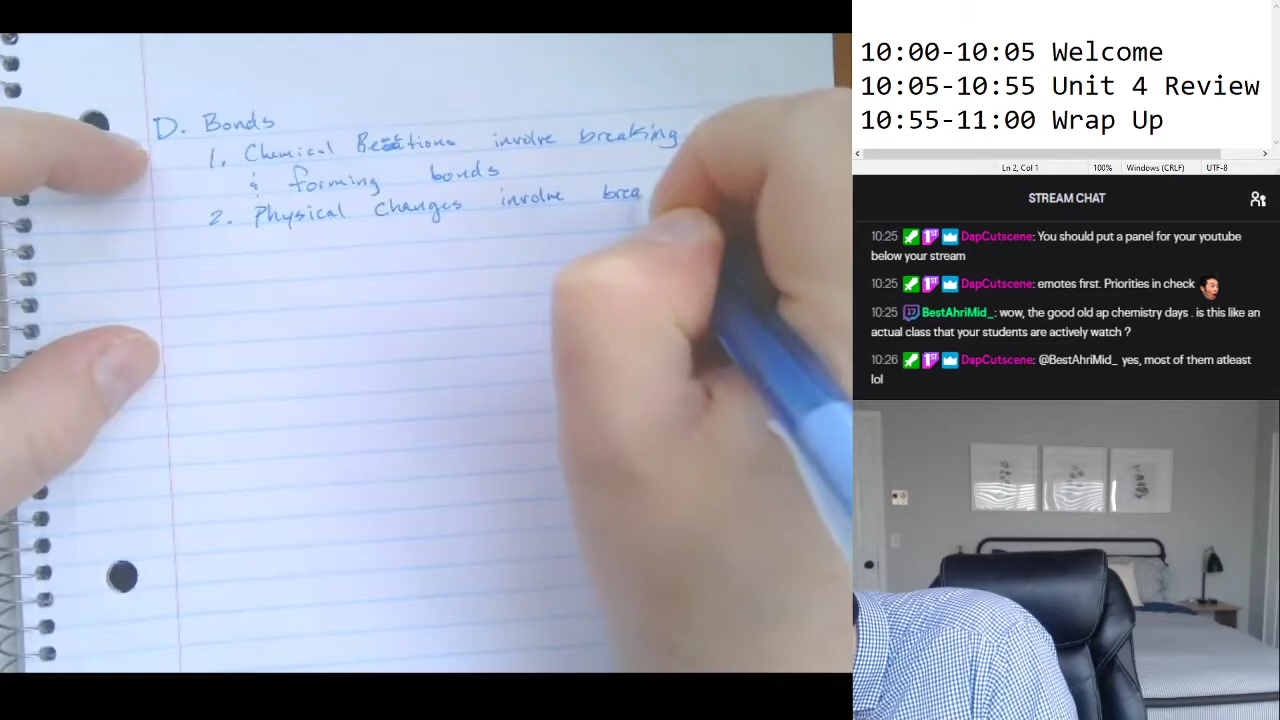 D. Bonds
1. Chemical Reactions involve breaking
& forming bonds
2. Physical Changes involve brea
10:00-10:05 Welcome
10:05-10:55 Unit 4 Review
10:55-11:00 Wrap Up
Ln 2, Col 1 100% Windows (CRLF) UTF-8
STREAM CHAT
10:25 DapCutscene: You should put a panel for your youtube
below your stream
10:25 DapCutscene: emotes first. Priorities in check
10:25 17 BestAhriMid_: wow, the good old ap chemistry days . is this like an
actual class that your students are actively watch ?
10:26 DapCutscene: @BestAhriMid_ yes, most of them atleast
lol